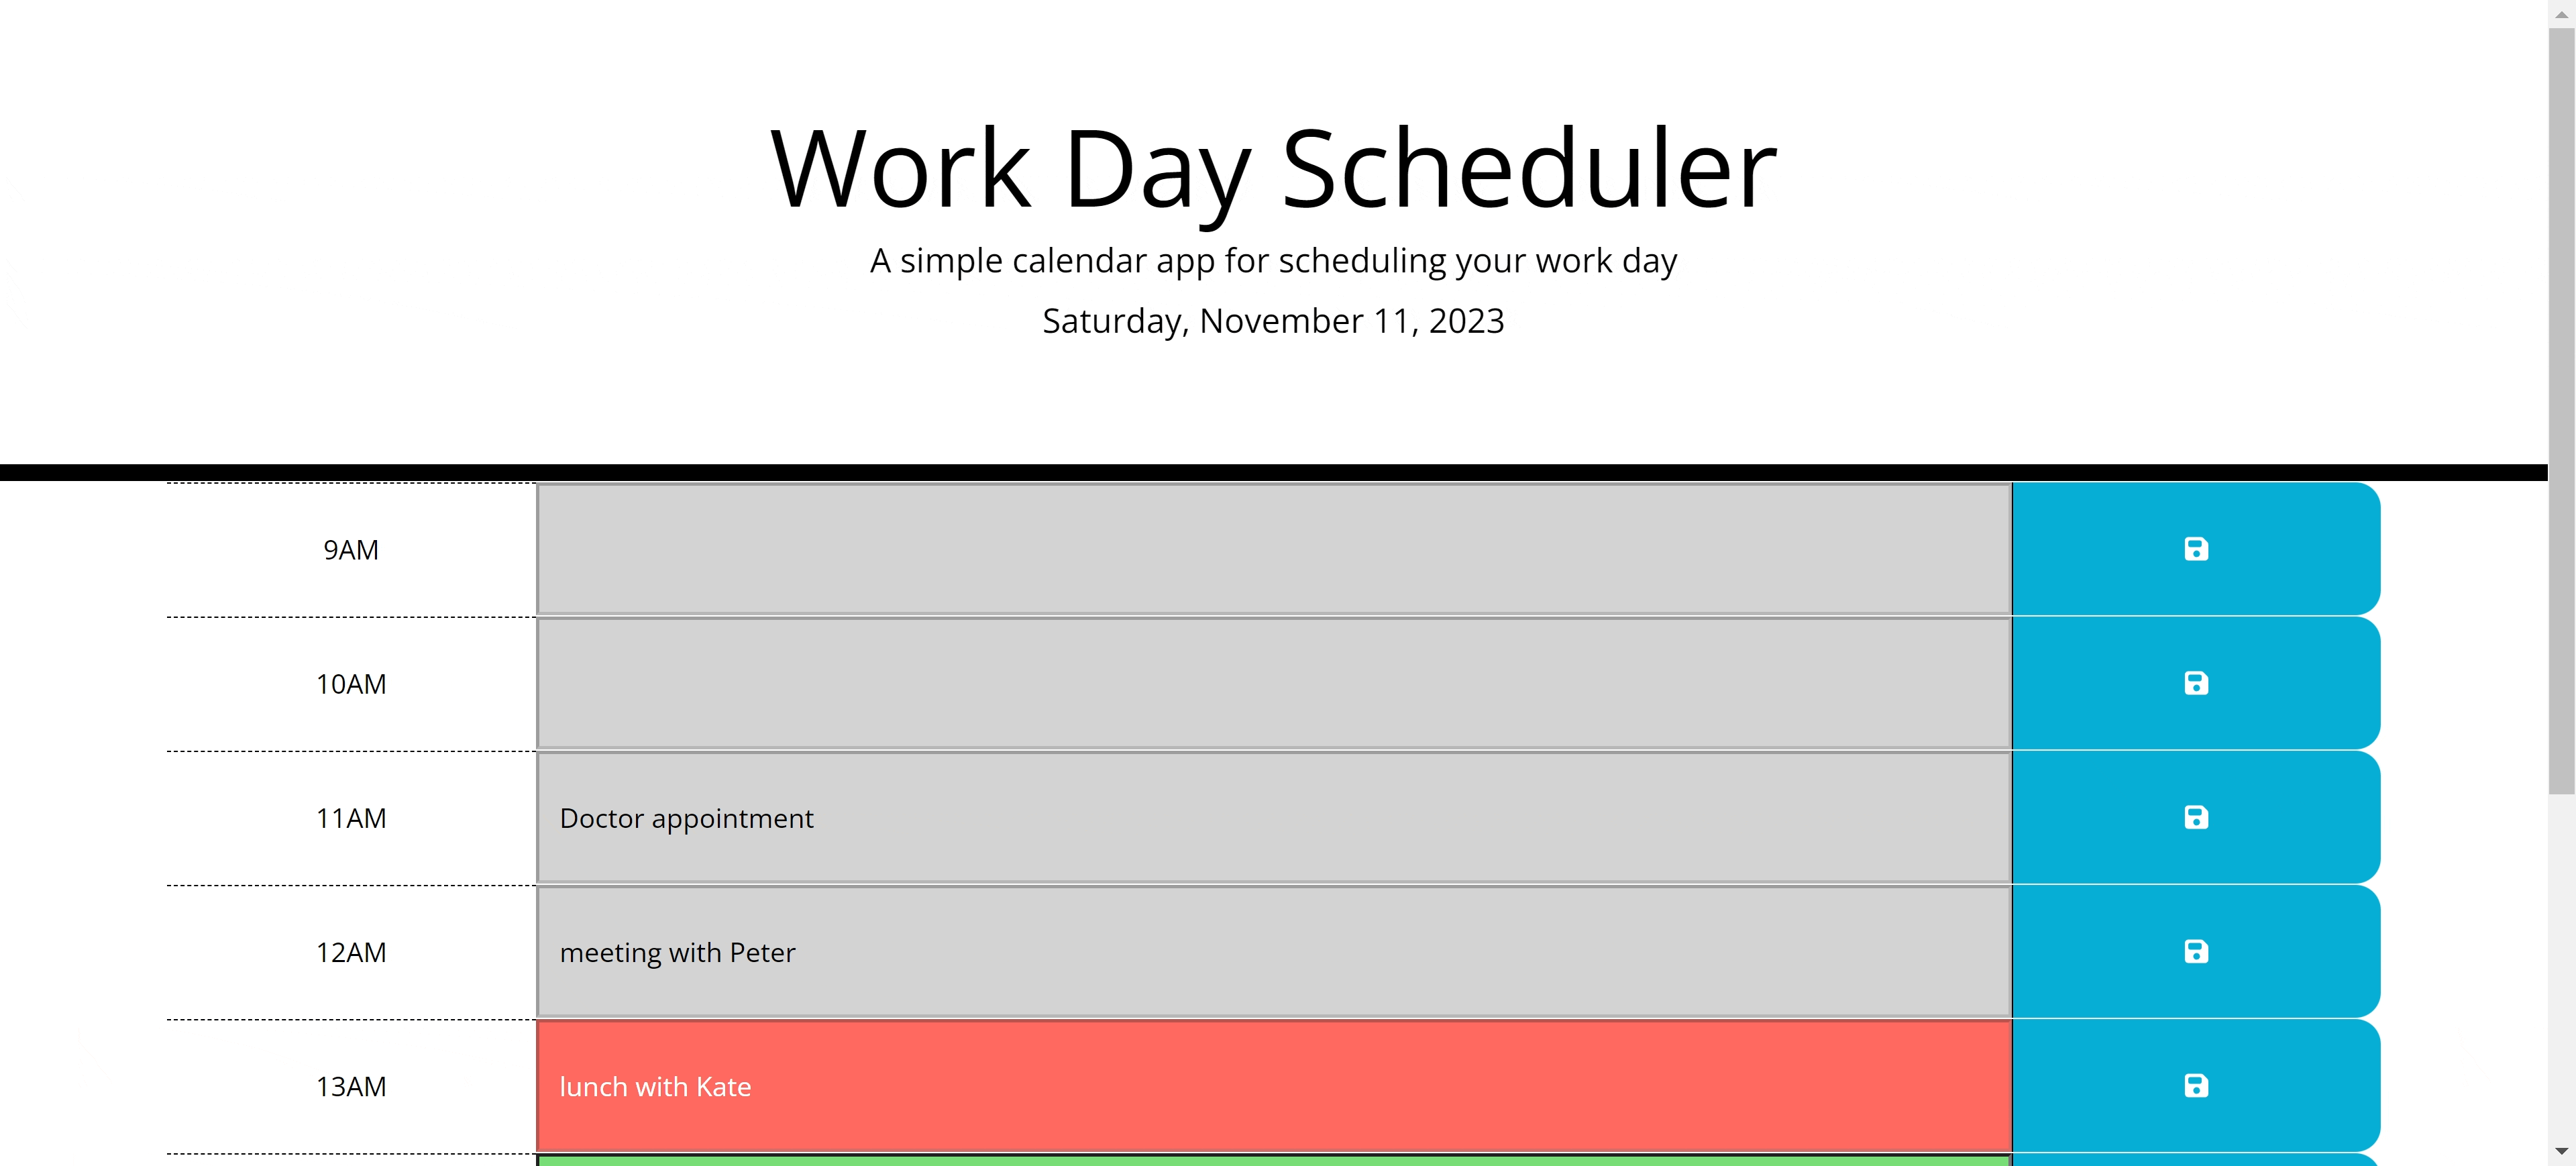 Work Day Scheduler
A simple calendar app for scheduling your work day
Saturday, November 11, 2023
9AM
10AM
11AM Doctor appointment
12AM meeting with Peter
13AM lunch with Kate